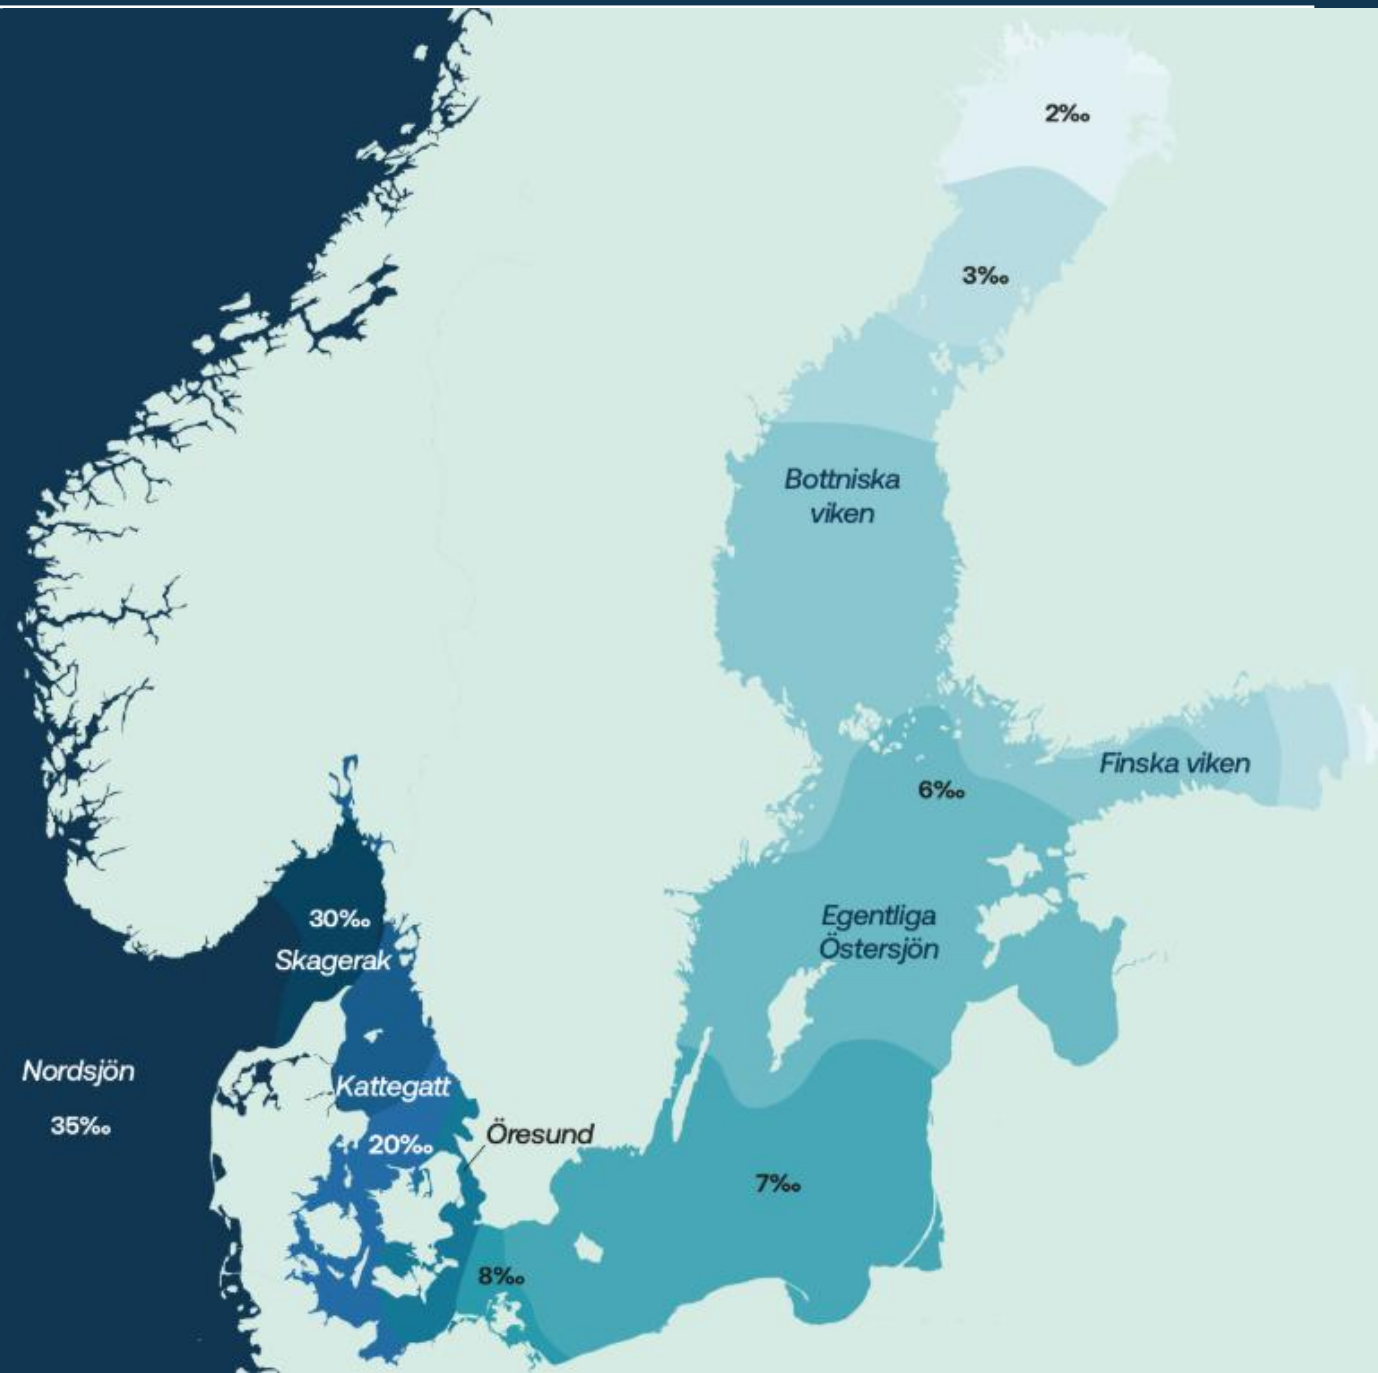 2‰
3‰
Bottniska
viken
Finska viken
6‰
30‰
Skagerak
Egentliga
Östersjön
Nordsjön
35‰
Kattegatt
20‰
Öresund
7‰
8‰